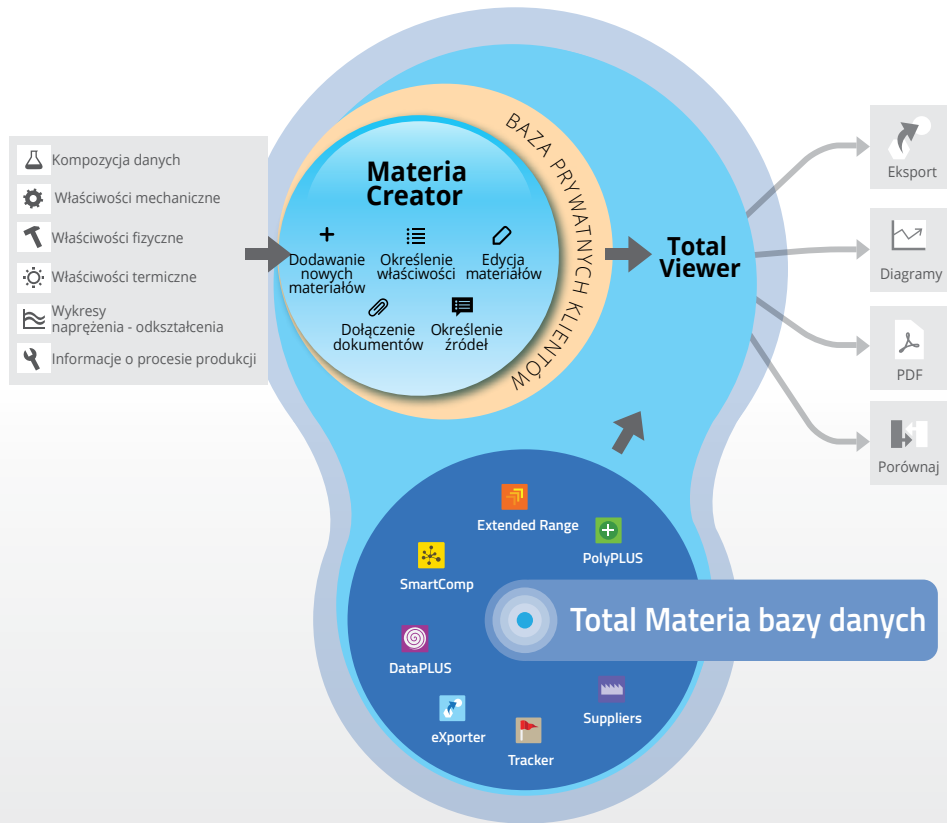 Kompozycja danych
Właściwości mechaniczne
Właściwości fizyczne
Właściwości termiczne
Wykresy
naprężenia - odkształcenia
Informacje o procesie produkcji
Materia
Creator
Dodawanie
nowych
materiałów
Określenie
właściwości
Edycja
materiałów
Dołączenie
dokumentów
Określenie
źródeł
BAZA PRYWATNYCH KLIENTÓW
Total
Viewer
Eksport
Diagramy
PDF
Porównaj
Extended Range
PolyPLUS
SmartComp
Total Materia bazy danych
DataPLUS
Suppliers
eXporter
Tracker